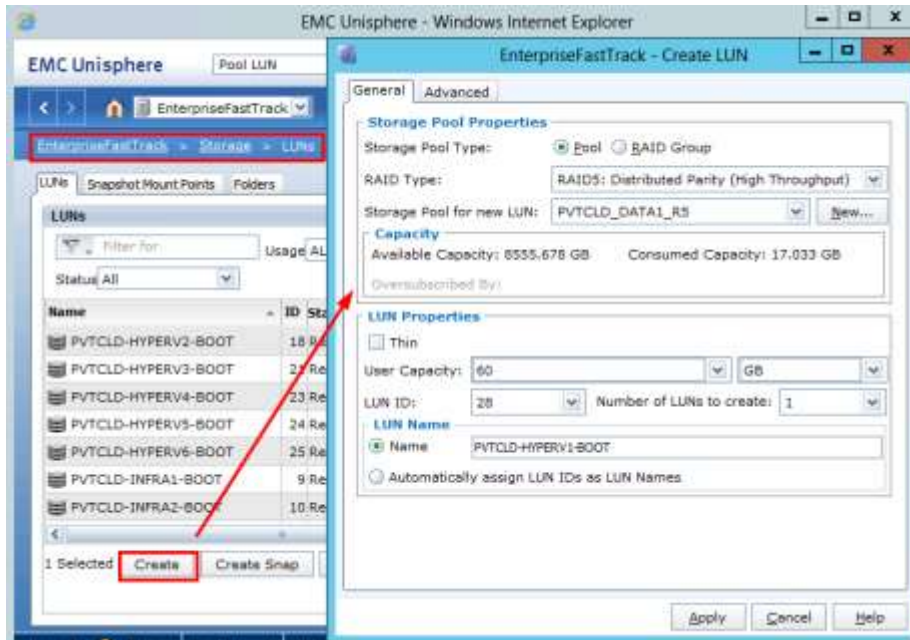 EMC Unisphere - Windows Internet Explorer
EMC Unisphere
Pool LUN
EnterpriseFastTrack
EnterpriseFastTrack > Storage > LUNs
LUNs
Snapshot Mount Points
Folders
LUNs
Filter for
Usage AL
Status All
Name
ID
Sta
PVTCLD-HYPERV2-BOOT
18
PVTCLD-HYPERV3-BOOT
21 Re
PVTCLD-HYPERV4-BOOT
23 Re
PVTCLD-HYPERV5-BOOT
24 Re
PVTCLD-HYPERV6-BOOT
25 Re
PVTCLD-INFRA1-BOOT
9 Re
PVTCLD-INFRA2-BOOT
10 Re
1 Selected
Create
Create Snap
EnterpriseFastTrack - Create LUN
General
Advanced
Storage Pool Properties
Storage Pool Type:
Pool
RAID Group
RAID Type:
RAID5: Distributed Parity (High Throughput)
Storage Pool for new LUN:
PVTCLD_DATA1_R5
New...
Capacity
Available Capacity: 8555.678 GB
Consumed Capacity: 17.033 GB
Oversubscribed By:
LUN Properties
Thin
User Capacity:
60
GB
LUN ID:
28
Number of LUNs to create:
1
LUN Name
Name
PVTCLD-HYPERV1-BOOT
Automatically assign LUN IDs as LUN Names
Apply
Cancel
Help